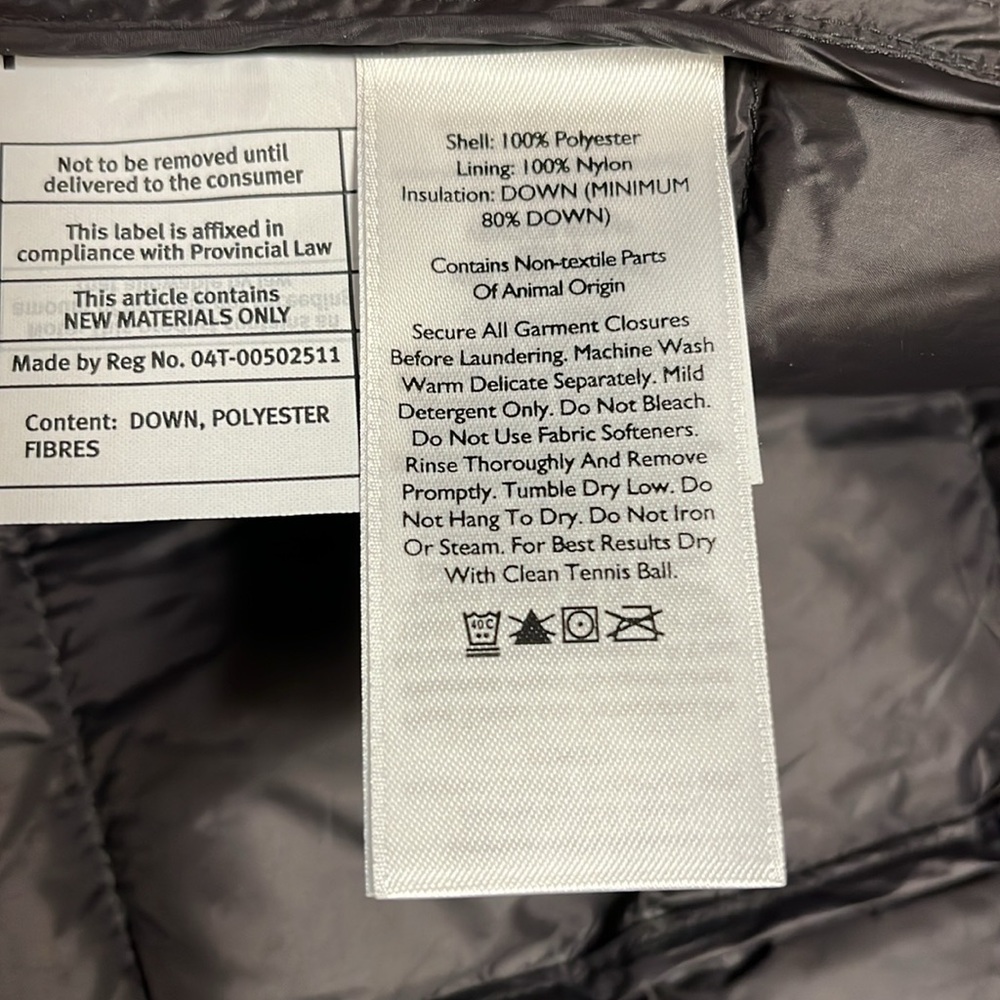 Not to be removed until
delivered to the consumer
This label is affixed in
compliance with Provincial Law
This article contains
NEW MATERIALS ONLY
Made by Reg No. 04T-00502511
Content: DOWN, POLYESTER
FIBRES
Shell: 100% Polyester
Lining: 100% Nylon
Insulation: DOWN (MINIMUM
80% DOWN)
Contains Non-textile Parts
Of Animal Origin
Secure All Garment Closures
Before Laundering. Machine Wash
Warm Delicate Separately. Mild
Detergent Only. Do Not Bleach.
Do Not Use Fabric Softeners.
Rinse Thoroughly And Remove
Promptly. Tumble Dry Low. Do
Not Hang To Dry. Do Not Iron
Or Steam. For Best Results Dry
With Clean Tennis Ball.
40C